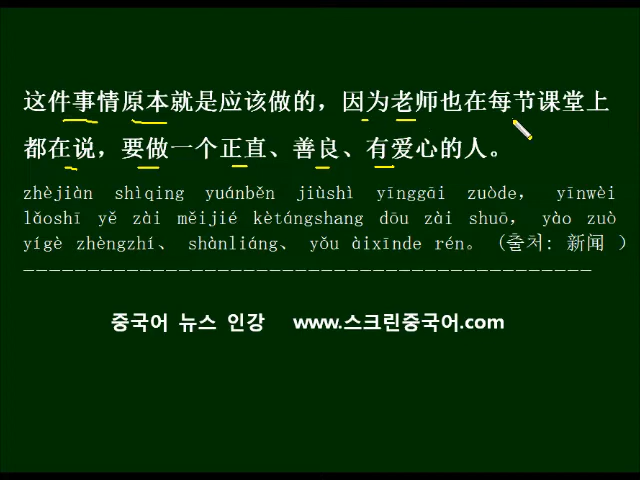 这件事情原本就是应该做的，因为老师也在每节课堂上
都在说，要做一个正直、善良、有爱心的人。
zhèjiàn shìqing yuánběn jiùshì yīnggāi zuòde， yīnwèi
lǎoshī yě zài měijié kètángshang dōu zài shuō， yào zuò
yígè zhèngzhí、 shànliáng、 yǒu àixīnde rén。 (출처: 新闻 )
중국어 뉴스 인강 www.스크린중국어.com